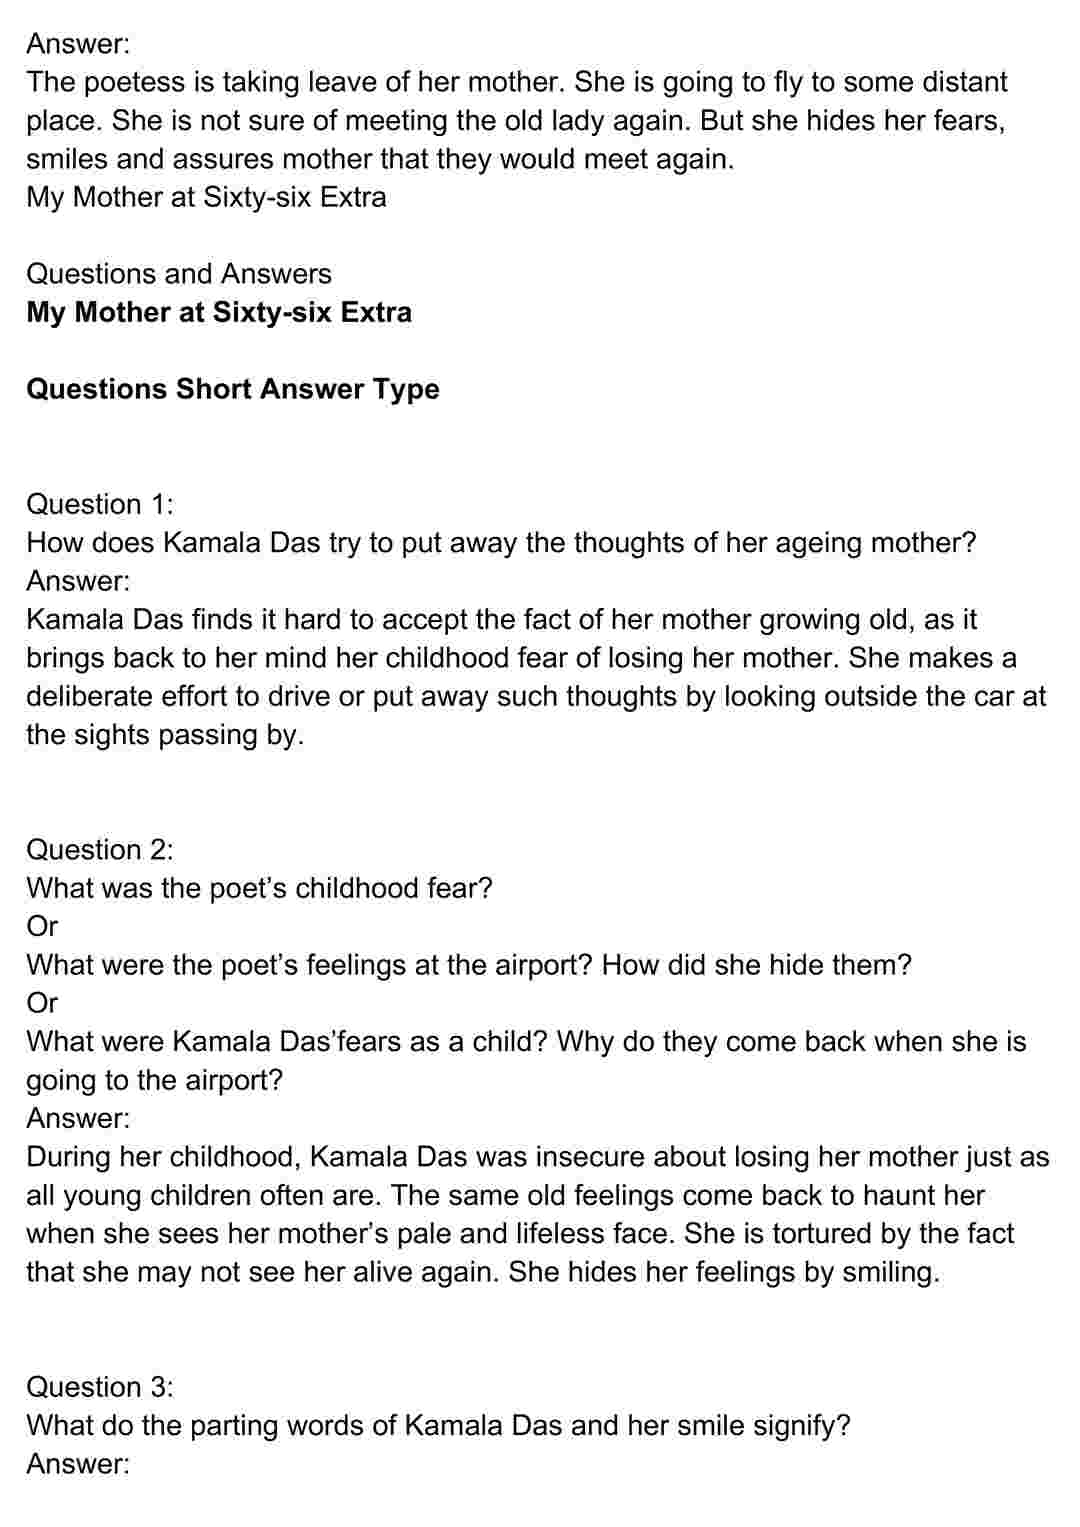 Answer:
The poetess is taking leave of her mother. She is going to fly to some distant
place. She is not sure of meeting the old lady again. But she hides her fears,
smiles and assures mother that they would meet again.
My Mother at Sixty-six Extra
Questions and Answers
My Mother at Sixty-six Extra
Questions Short Answer Type
Question 1:
How does Kamala Das try to put away the thoughts of her ageing mother?
Answer:
Kamala Das finds it hard to accept the fact of her mother growing old, as it
brings back to her mind her childhood fear of losing her mother. She makes a
deliberate effort to drive or put away such thoughts by looking outside the car at
the sights passing by.
Question 2:
What was the poet’s childhood fear?
Or
What were the poet’s feelings at the airport? How did she hide them?
Or
What were Kamala Das’fears as a child? Why do they come back when she is
going to the airport?
Answer:
During her childhood, Kamala Das was insecure about losing her mother just as
all young children often are. The same old feelings come back to haunt her
when she sees her mother’s pale and lifeless face. She is tortured by the fact
that she may not see her alive again. She hides her feelings by smiling.
Question 3:
What do the parting words of Kamala Das and her smile signify?
Answer: